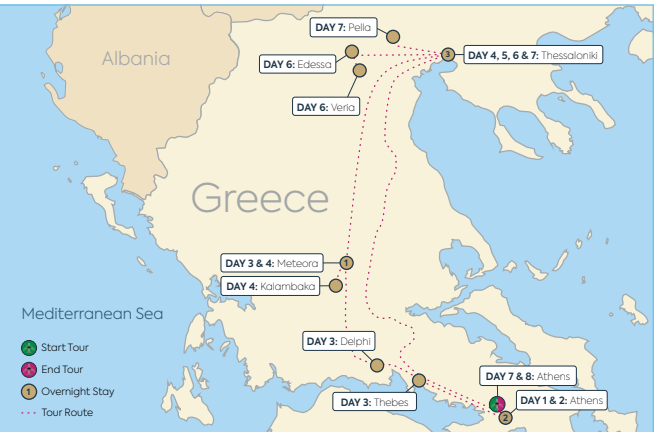 DAY 7: Pella
Albania
DAY 6: Edessa
3
DAY 4, 5, 6 & 7: Thessaloniki
DAY 6: Veria
Greece
DAY 3 & 4: Meteora
1
DAY 4: Kalambaka
Mediterranean Sea
Start Tour
DAY 3: Delphi
End Tour
DAY 7 & 8: Athens
1
Overnight Stay
DAY 3: Thebes
DAY 1 & 2: Athens
2
Tour Route